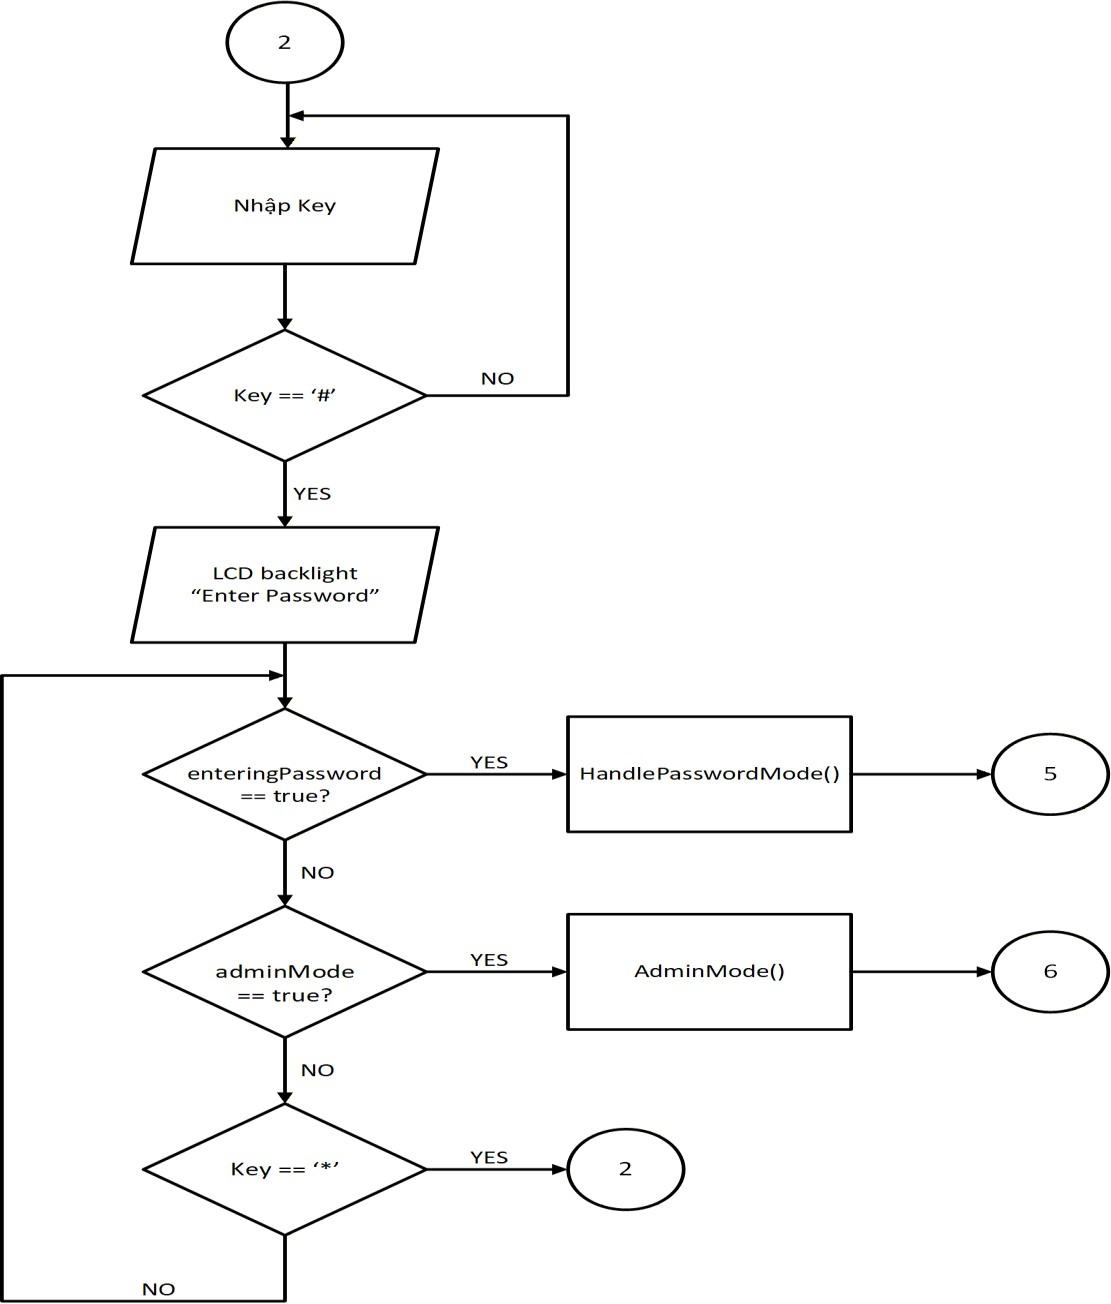 2
Nhập Key
Key == ‘#’
NO
YES
LCD backlight
“Enter Password”
enteringPassword
== true?
YES
HandlePasswordMode()
5
NO
adminMode
== true?
YES
AdminMode()
6
NO
Key == ‘*’
YES
2
NO